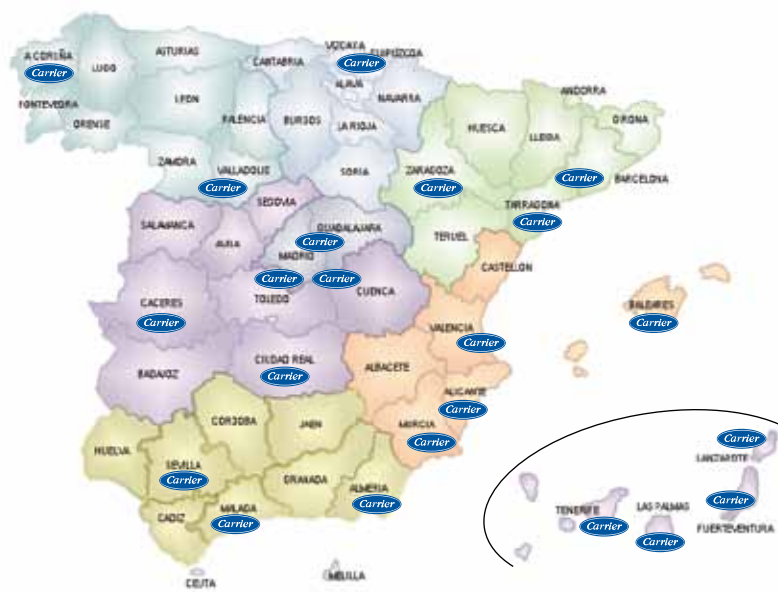 A CORUÑA
Carrier
LUGO
ASTURIAS
CANTABRIA
VIZCAYA
GUIPUZCOA
Carrier
ALAVA
NAVARRA
PONTEVEDRA
ORENSE
LEON
PALENCIA
BURGOS
LA RIOJA
HUESCA
ANDORRA
LLEIDA
GIRONA
ZAMORA
VALLADOLID
Carrier
SORIA
ZARAGOZA
Carrier
Carrier
BARCELONA
TARRAGONA
Carrier
SALAMANCA
SEGOVIA
AVILA
GUADALAJARA
Carrier
MADRID
TERUEL
CASTELLON
Carrier
Carrier
CACERES
Carrier
TOLEDO
CUENCA
BALEARES
Carrier
VALENCIA
Carrier
BADAJOZ
CIUDAD REAL
Carrier
ALBACETE
ALICANTE
Carrier
MURCIA
Carrier
CORDOBA
JAEN
HUELVA
SEVILLA
Carrier
GRANADA
ALMERIA
Carrier
CADIZ
MALAGA
Carrier
CEUTA
MELILLA
Carrier
LANZAROTE
TENERIFE
Carrier
LAS PALMAS
Carrier
Carrier
FUERTEVENTURA